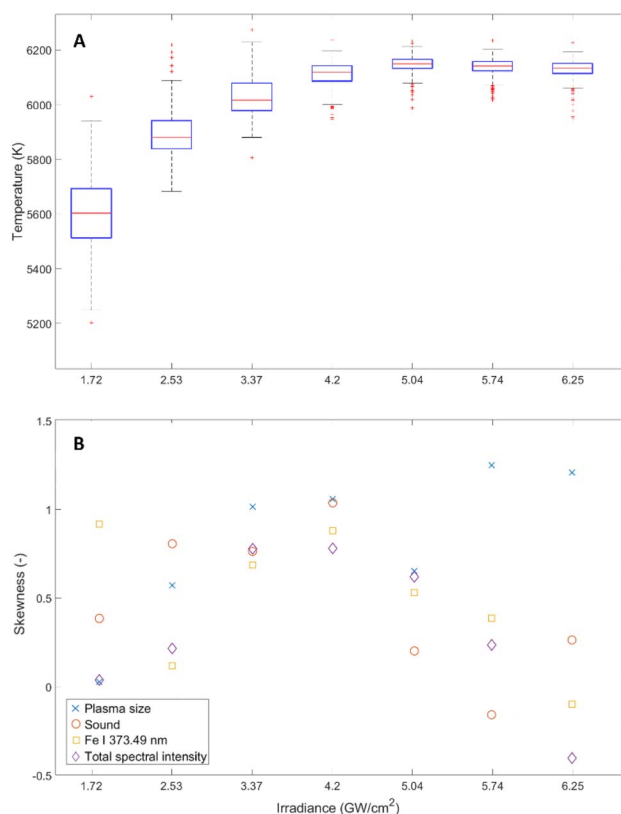 A
6200
6000
5800
5600
5400
5200
Temperature (K)
1.72 2.53 3.37 4.2 5.04 5.74 6.25
B
1.5
1
0.5
0
-0.5
Skewness (-)
Plasma size
Sound
Fe I 373.49 nm
Total spectral intensity
1.72 2.53 3.37 4.2 5.04 5.74 6.25
Irradiance (GW/cm²)